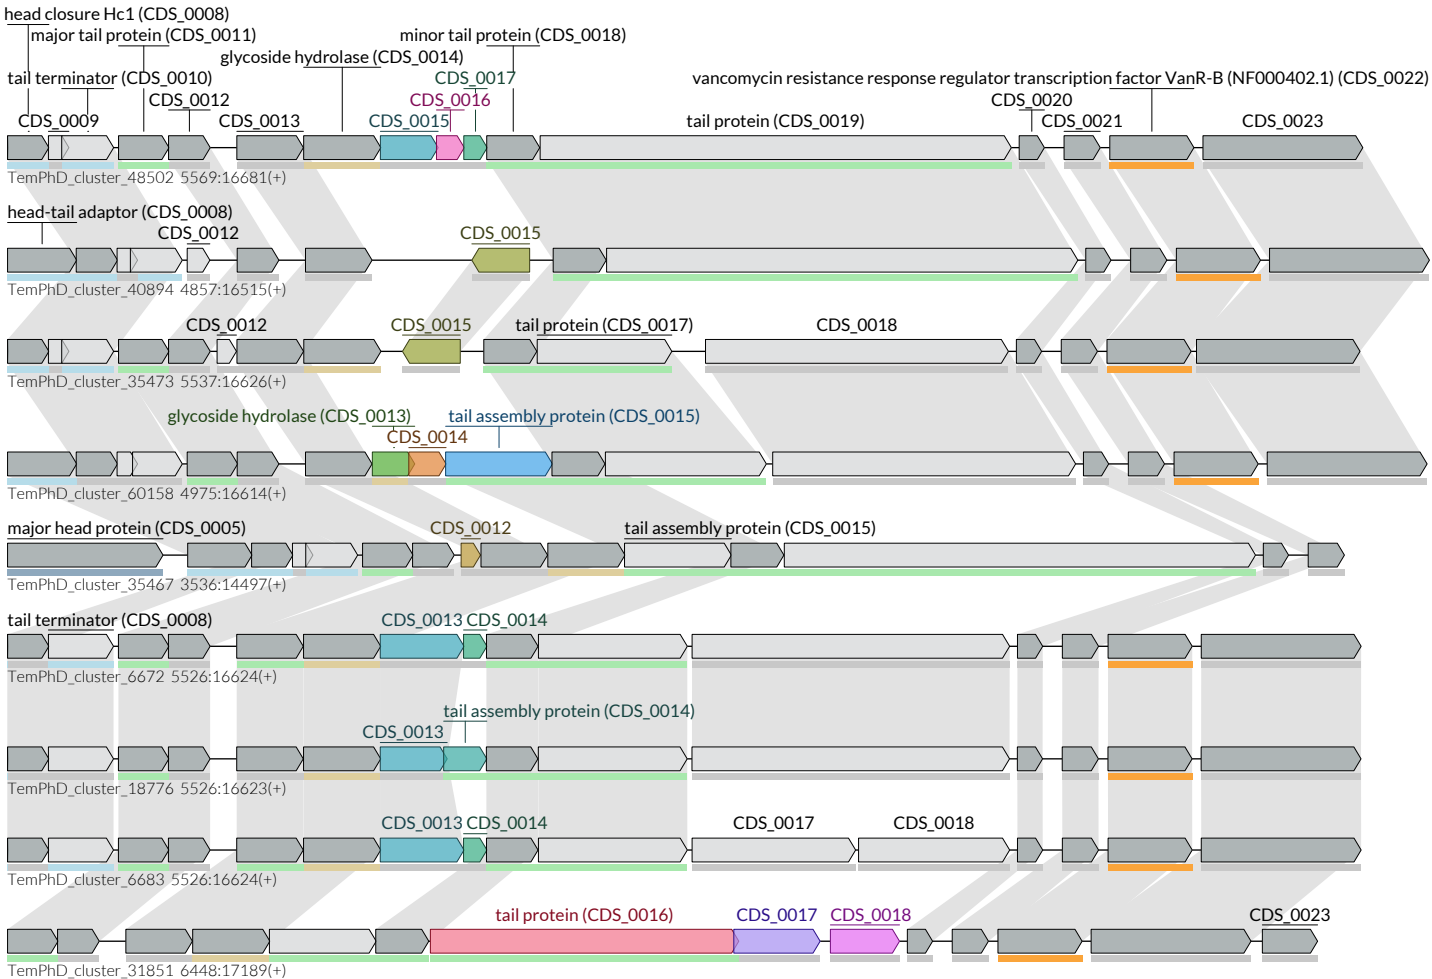 head closure Hc1 (CDS_0008)
major tail protein (CDS_0011)
minor tail protein (CDS_0018)
glycoside hydrolase (CDS_0014)
tail terminator (CDS_0010)
CDS_0017
vancomycin resistance response regulator transcription factor VanR-B (NF000402.1) (CDS_0022)
CDS_0012
CDS_0016
CDS_0020
CDS_0009
CDS_0013
CDS_0015
tail protein (CDS_0019)
CDS_0021
CDS_0023
TemPhD_cluster_48502 5569:16681(+)
head-tail adaptor (CDS_0008)
CDS_0012
CDS_0015
TemPhD_cluster_40894 4857:16515(+)
CDS_0012
CDS_0015
tail protein (CDS_0017)
CDS_0018
TemPhD_cluster_35473 5537:16626(+)
glycoside hydrolase (CDS_0013)
tail assembly protein (CDS_0015)
CDS_0014
TemPhD_cluster_60158 4975:16614(+)
major head protein (CDS_0005)
CDS_0012
tail assembly protein (CDS_0015)
TemPhD_cluster_35467 3536:14497(+)
tail terminator (CDS_0008)
CDS_0013
CDS_0014
TemPhD_cluster_6672 5526:16624(+)
tail assembly protein (CDS_0014)
CDS_0013
TemPhD_cluster_18776 5526:16623(+)
CDS_0013
CDS_0014
CDS_0017
CDS_0018
TemPhD_cluster_6683 5526:16624(+)
tail protein (CDS_0016)
CDS_0017
CDS_0018
CDS_0023
TemPhD_cluster_31851 6448:17189(+)